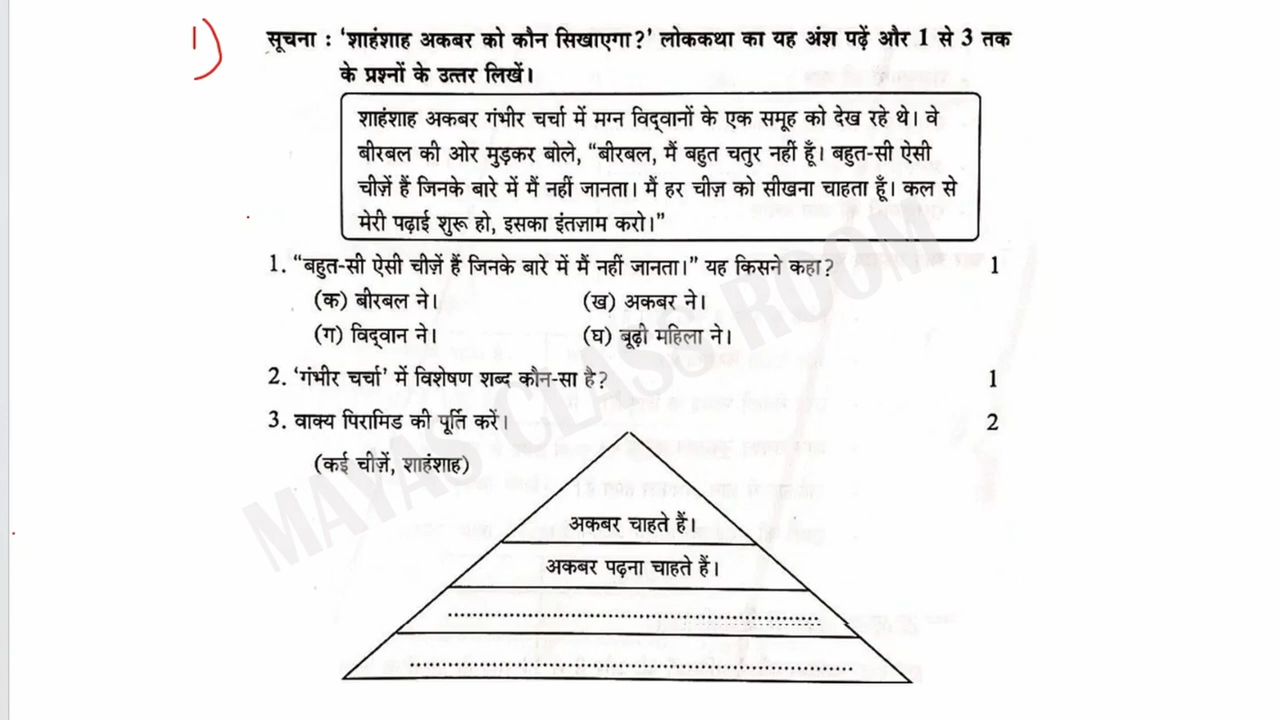 1)
सूचना : ‘शाहंशाह अकबर को कौन सिखाएगा?’ लोककथा का यह अंश पढ़ें और 1 से 3 तक
के प्रश्नों के उत्तर लिखें।
शाहंशाह अकबर गंभीर चर्चा में मग्न विद्‌वानों के एक समूह को देख रहे थे। वे
बीरबल की ओर मुड़कर बोले, “बीरबल, मैं बहुत चतुर नहीं हूँ। बहुत-सी ऐसी
चीज़ें हैं जिनके बारे में मैं नहीं जानता। मैं हर चीज़ को सीखना चाहता हूँ। कल से
मेरी पढ़ाई शुरू हो, इसका इंतज़ाम करो।”
1. “बहुत-सी ऐसी चीज़ें हैं जिनके बारे में मैं नहीं जानता।” यह किसने कहा? 1
(क) बीरबल ने। (ख) अकबर ने।
(ग) विद्‌वान ने। (घ) बूढ़ी महिला ने।
2. ‘गंभीर चर्चा’ में विशेषण शब्द कौन-सा है? 1
3. वाक्य पिरामिड की पूर्ति करें। 2
(कई चीज़ें, शाहंशाह)
अकबर चाहते हैं।
अकबर पढ़ना चाहते हैं।
MAYAS CLASS ROOM